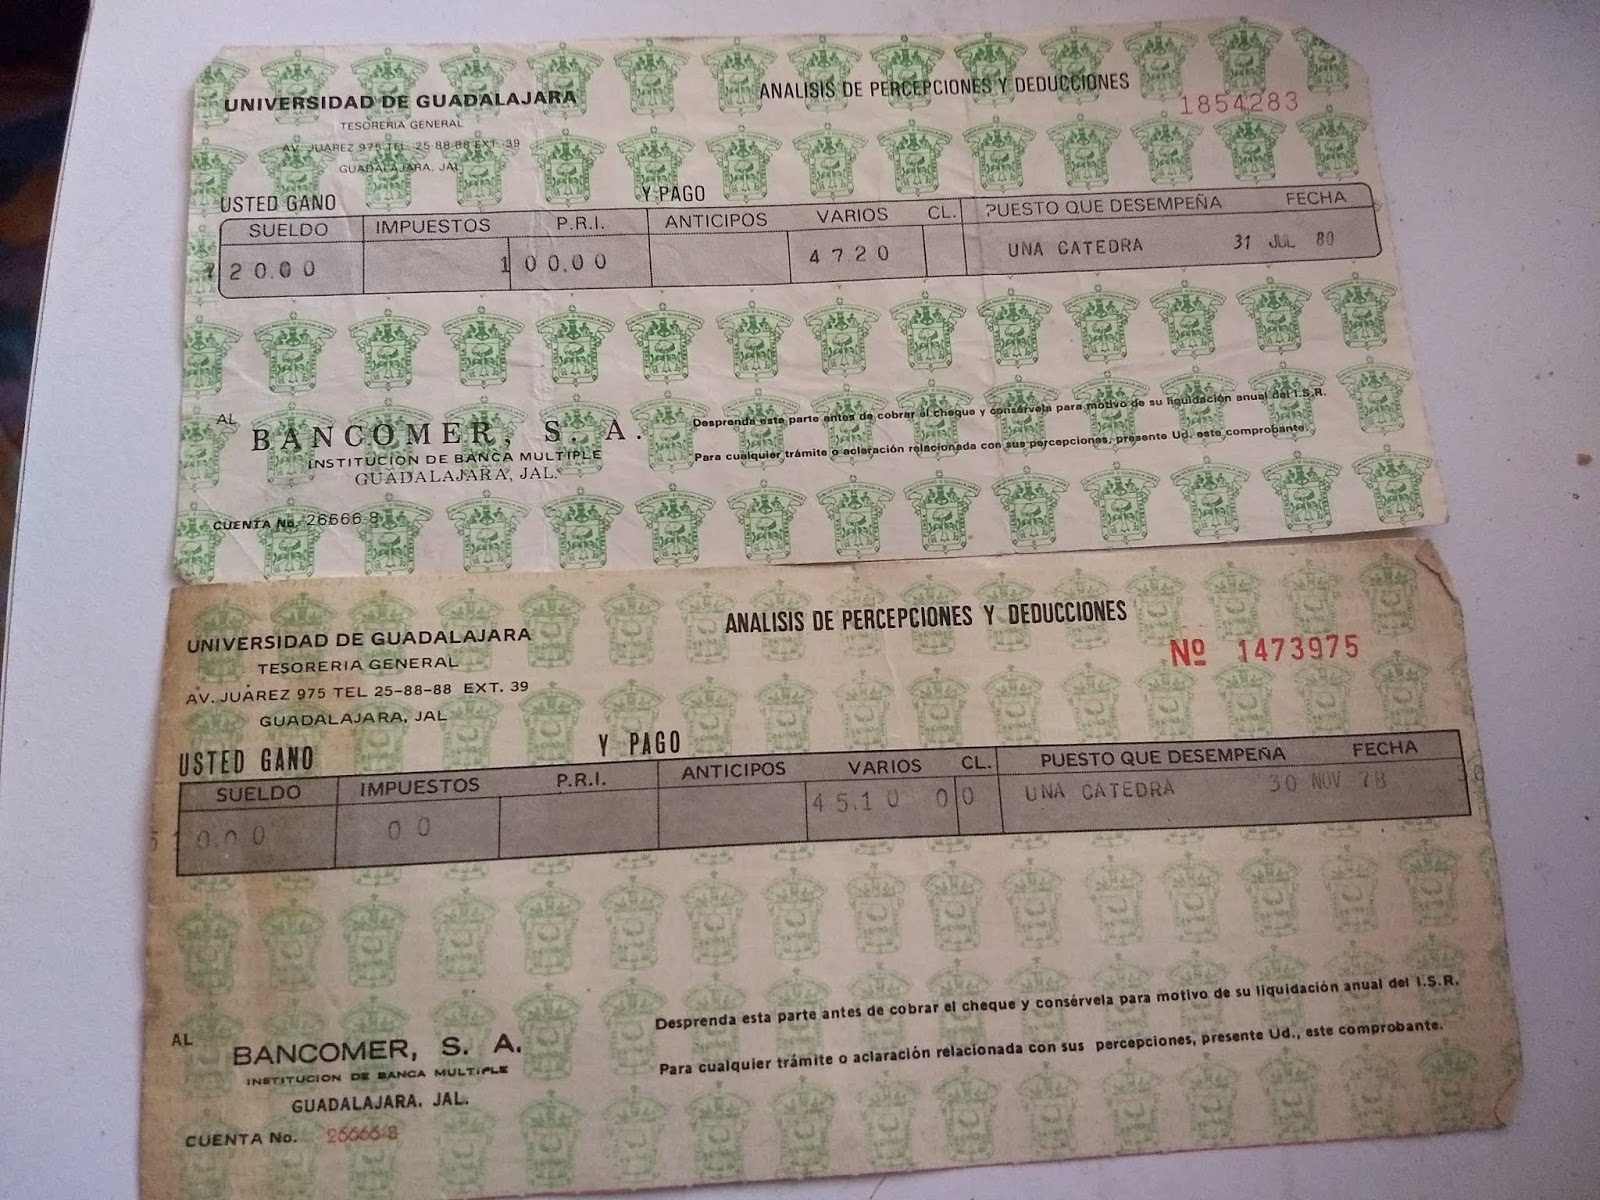 UNIVERSIDAD DE GUADALAJARA
TESORERIA GENERAL
AV. JUAREZ 975 TEL. 25-88-88 EXT. 39
GUADALAJARA, JAL
ANALISIS DE PERCEPCIONES Y DEDUCCIONES
1854283
USTED GANO Y PAGO
SUELDO IMPUESTOS P.R.I. ANTICIPOS VARIOS CL. PUESTO QUE DESEMPEÑA FECHA
720.00 100.00 47.20 UNA CATEDRA 31 JUL 80
AL
BANCOMER, S. A.
INSTITUCION DE BANCA MULTIPLE
GUADALAJARA, JAL.
CUENTA No. 26666-8
Desprenda esta parte antes de cobrar el cheque y consérvela para motivo de su liquidación anual del I.S.R.
Para cualquier trámite o aclaración relacionada con sus percepciones, presente Ud. este comprobante.
UNIVERSIDAD DE GUADALAJARA
TESORERIA GENERAL
AV. JUAREZ 975 TEL 25-88-88 EXT. 39
GUADALAJARA, JAL
ANALISIS DE PERCEPCIONES Y DEDUCCIONES
Nº 1473975
USTED GANO Y PAGO
SUELDO IMPUESTOS P.R.I. ANTICIPOS VARIOS CL. PUESTO QUE DESEMPEÑA FECHA
510.00 00 45.10 00 UNA CATEDRA 30 NOV 78
AL
BANCOMER, S. A.
INSTITUCION DE BANCA MULTIPLE
GUADALAJARA. JAL.
CUENTA No. 26666-8
Desprenda esta parte antes de cobrar el cheque y consérvela para motivo de su liquidación anual del I.S.R.
Para cualquier trámite o aclaración relacionada con sus percepciones, presente Ud., este comprobante.